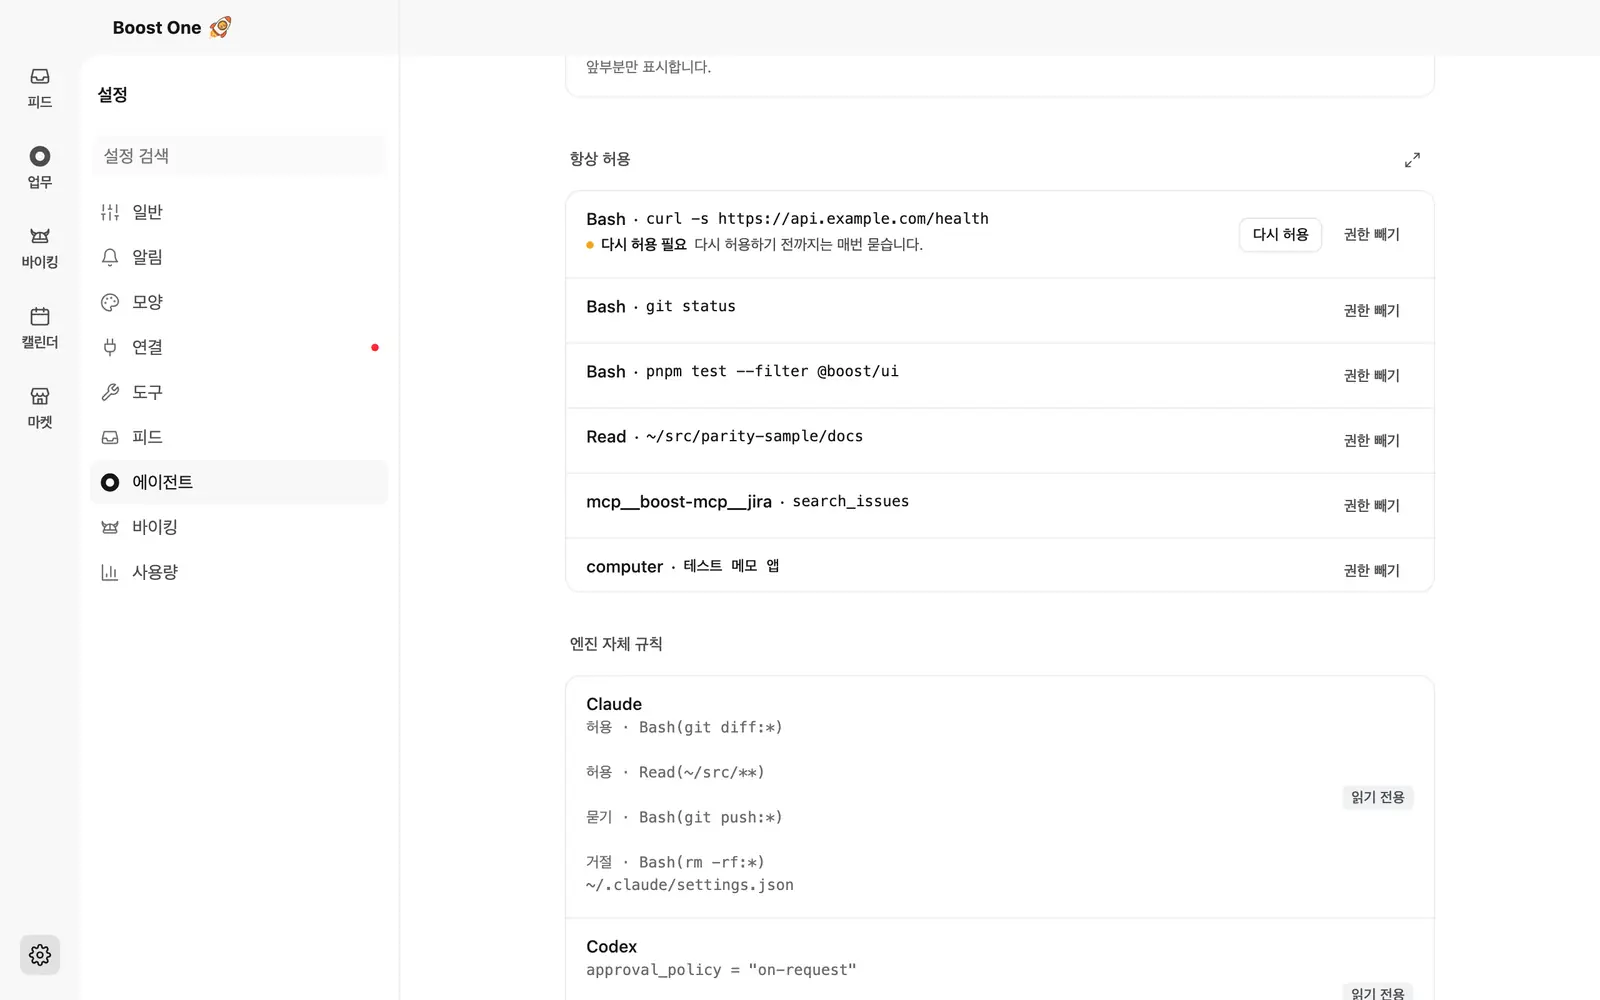 Boost One 🚀
피드
업무
바이킹
캘린더
마켓
설정
설정 검색
일반
알림
모양
연결
도구
피드
에이전트
바이킹
사용량
앞부분만 표시합니다.
항상 허용
Bash · curl -s https://api.example.com/health
다시 허용 필요 다시 허용하기 전까지는 매번 묻습니다.
다시 허용
권한 빼기
Bash · git status
권한 빼기
Bash · pnpm test --filter @boost/ui
권한 빼기
Read · ~/src/parity-sample/docs
권한 빼기
mcp__boost-mcp__jira · search_issues
권한 빼기
computer · 테스트 메모 앱
권한 빼기
엔진 자체 규칙
Claude
허용 · Bash(git diff:*)
허용 · Read(~/src/**)
묻기 · Bash(git push:*)
거절 · Bash(rm -rf:*)
~/.claude/settings.json
읽기 전용
Codex
approval_policy = "on-request"
읽기 전용